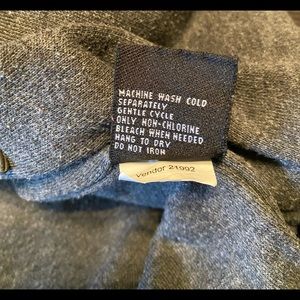 MACHINE WASH COLD
SEPARATELY
GENTLE CYCLE
ONLY NON-CHLORINE
BLEACH WHEN NEEDED
HANG TO DRY
DO NOT IRON
Vendor 21992